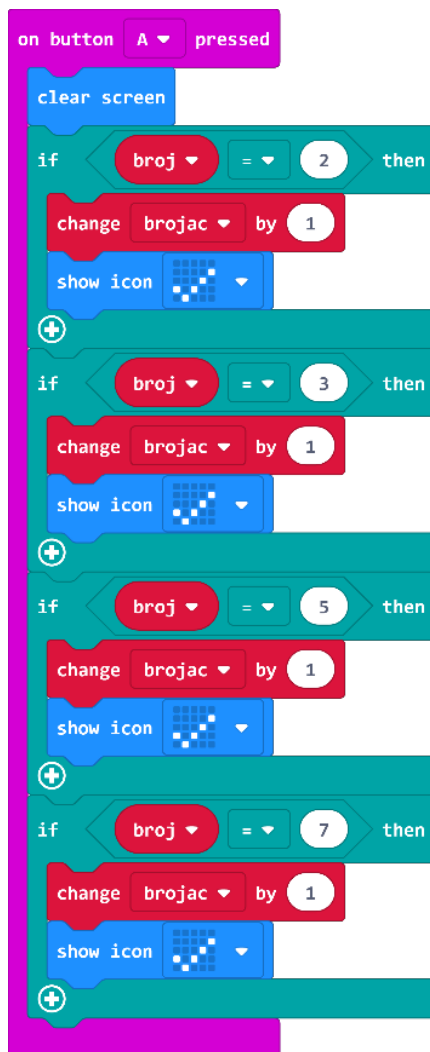 on button A pressed
clear screen
if broj = 2 then
change brojac by 1
show icon
if broj = 3 then
change brojac by 1
show icon
if broj = 5 then
change brojac by 1
show icon
if broj = 7 then
change brojac by 1
show icon